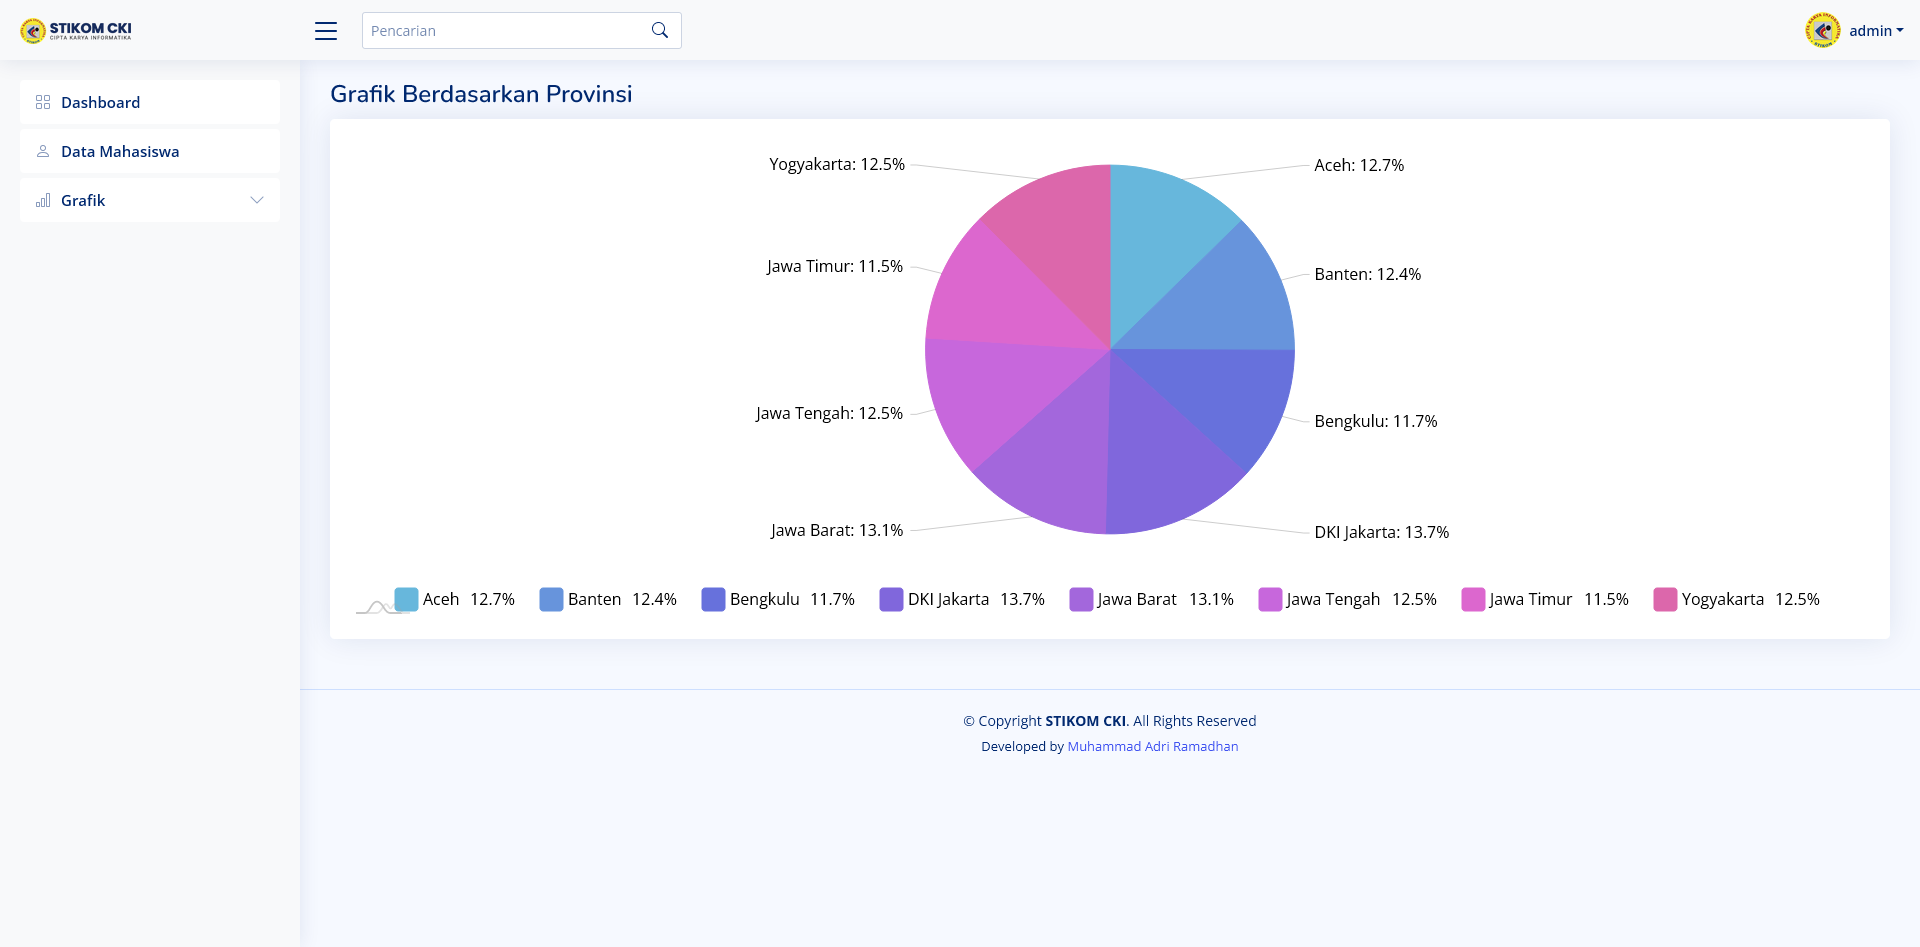 STIKOM CKI
CIPTA KARYA INFORMATIKA
Pencarian
admin
Dashboard
Data Mahasiswa
Grafik
Grafik Berdasarkan Provinsi
Yogyakarta: 12.5%
Aceh: 12.7%
Jawa Timur: 11.5%
Banten: 12.4%
Jawa Tengah: 12.5%
Bengkulu: 11.7%
Jawa Barat: 13.1%
DKI Jakarta: 13.7%
Aceh 12.7% Banten 12.4% Bengkulu 11.7% DKI Jakarta 13.7% Jawa Barat 13.1% Jawa Tengah 12.5% Jawa Timur 11.5% Yogyakarta 12.5%
© Copyright STIKOM CKI. All Rights Reserved
Developed by Muhammad Adri Ramadhan